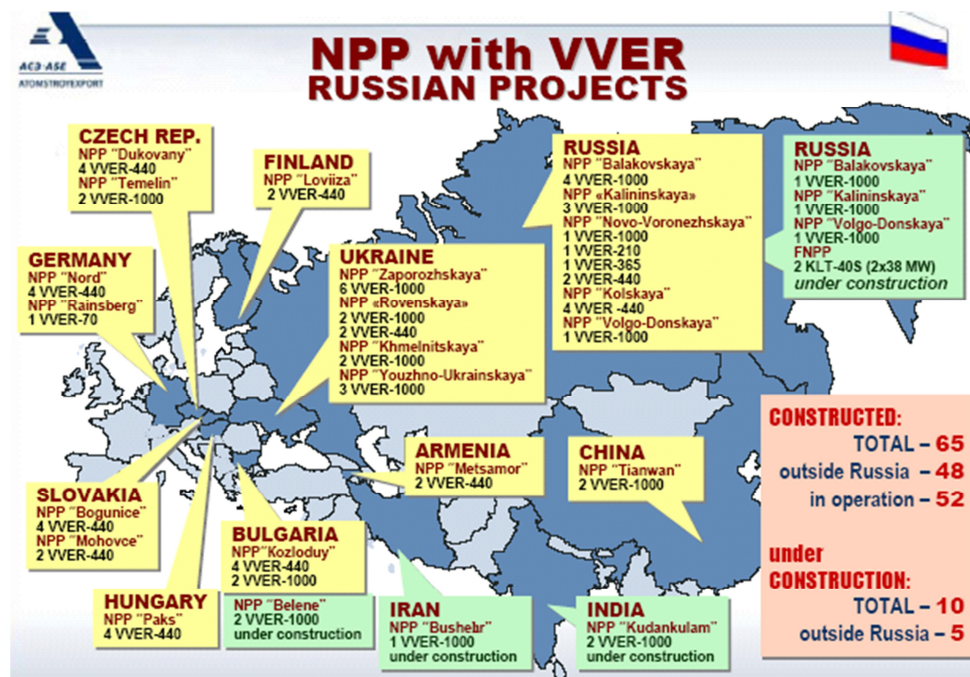 АСЭ-ASE
ATOMSTROYEXPORT
NPP with VVER
RUSSIAN PROJECTS
CZECH REP.
NPP "Dukovany"
4 VVER-440
NPP "Temelin"
2 VVER-1000
FINLAND
NPP "Loviiza"
2 VVER-440
RUSSIA
NPP "Balakovskaya"
4 VVER-1000
NPP «Kalininskaya»
3 VVER-1000
NPP "Novo-Voronezhskaya"
1 VVER-1000
1 VVER-210
1 VVER-365
2 VVER-440
NPP "Kolskaya"
4 VVER -440
NPP "Volgo-Donskaya"
1 VVER-1000
RUSSIA
NPP "Balakovskaya"
1 VVER-1000
NPP "Kalininskaya"
1 VVER-1000
NPP "Volgo-Donskaya"
1 VVER-1000
FNPP
2 KLT-40S (2x38 MW)
under construction
GERMANY
NPP "Nord"
4 VVER-440
NPP "Rainsberg"
1 VVER-70
UKRAINE
NPP "Zaporozhskaya"
6 VVER-1000
NPP «Rovenskaya»
2 VVER-1000
2 VVER-440
NPP "Khmelnitskaya"
2 VVER-1000
NPP "Youzhno-Ukrainskaya"
3 VVER-1000
ARMENIA
NPP "Metsamor"
2 VVER-440
CHINA
NPP "Tianwan"
2 VVER-1000
SLOVAKIA
NPP "Bogunice"
4 VVER-440
NPP "Mohovce"
2 VVER-440
BULGARIA
NPP"Kozloduy"
4 VVER-440
2 VVER-1000
NPP "Belene"
2 VVER-1000
under construction
HUNGARY
NPP "Paks"
4 VVER-440
IRAN
NPP "Bushehr"
1 VVER-1000
under construction
INDIA
NPP "Kudankulam"
2 VVER-1000
under construction
CONSTRUCTED:
TOTAL – 65
outside Russia – 48
in operation – 52
under
CONSTRUCTION:
TOTAL – 10
outside Russia – 5